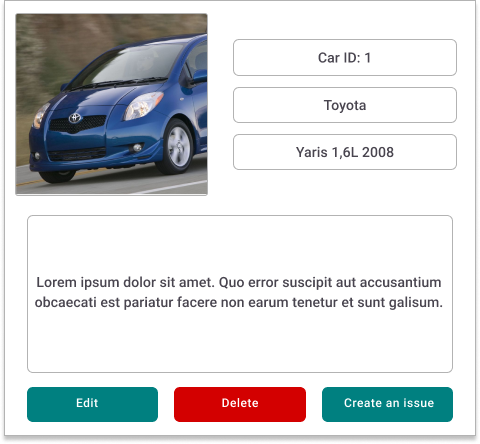 Car ID: 1
Toyota
Yaris 1,6L 2008
Lorem ipsum dolor sit amet. Quo error suscipit aut accusantium
obcaecati est pariatur facere non earum tenetur et sunt galisum.
Edit
Delete
Create an issue